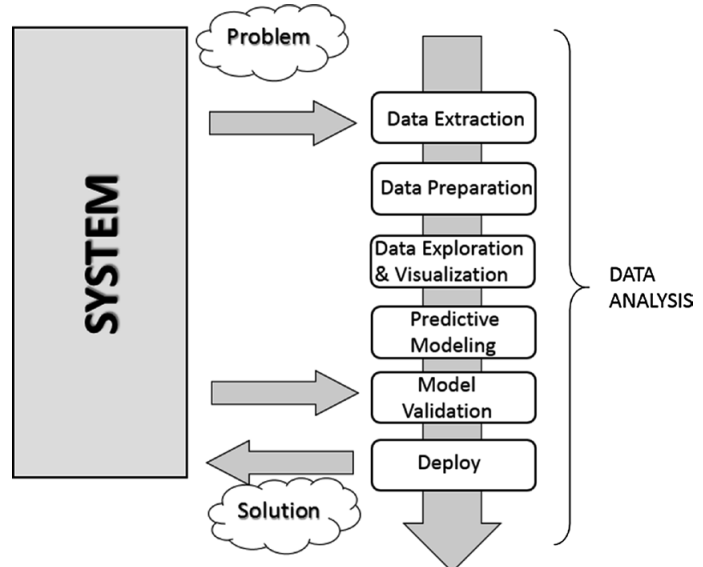 SYSTEM
Problem
Data Extraction
Data Preparation
Data Exploration
& Visualization
Predictive
Modeling
Model
Validation
Deploy
Solution
DATA
ANALYSIS